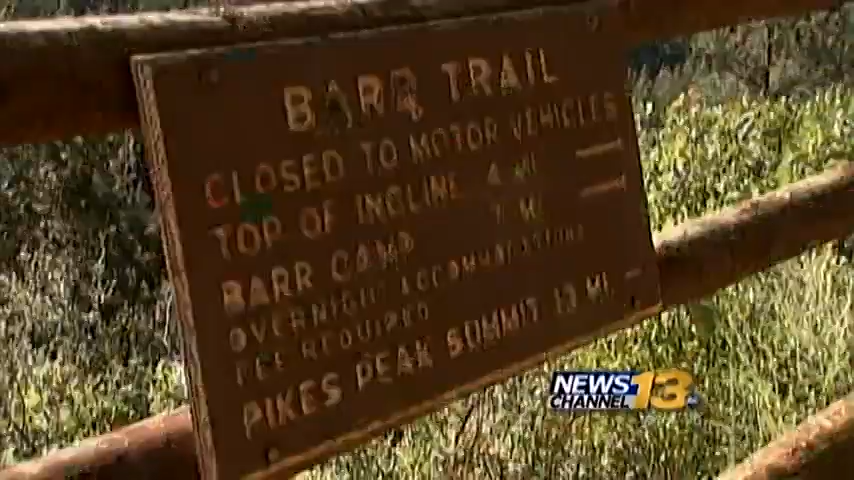 BARR TRAIL
CLOSED TO MOTOR VEHICLES
TOP OF INCLINE 4 MI
BARR CAMP 7 MI
OVERNIGHT ACCOMMODATIONS
FEE REQUIRED
PIKES PEAK SUMMIT 13 MI
NEWS 13
CHANNEL